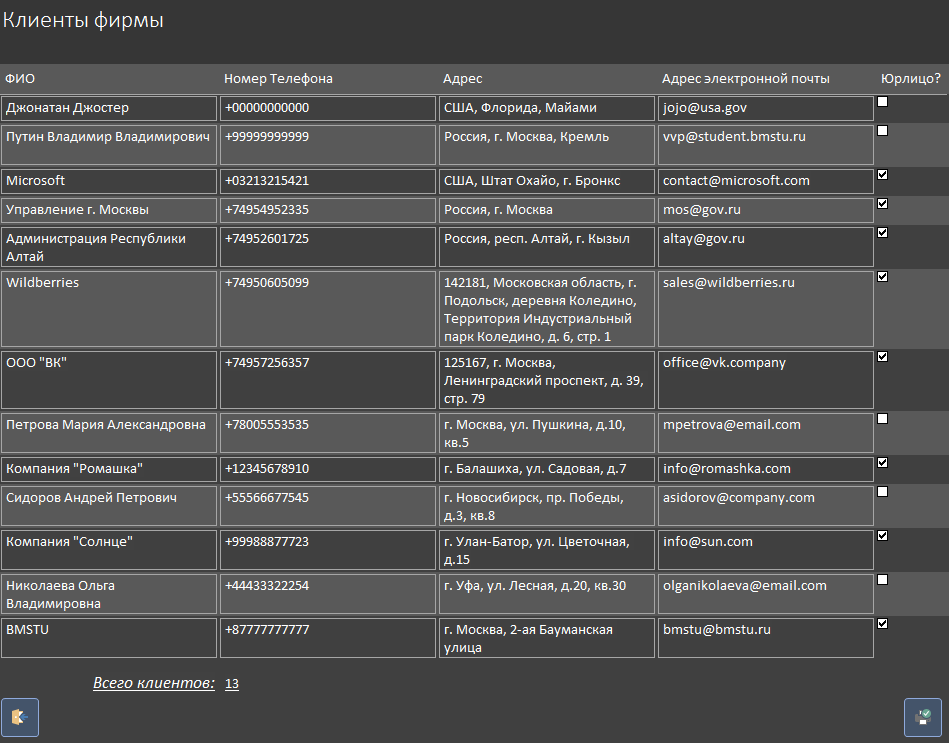 Клиенты фирмы
ФИО Номер Телефона Адрес Адрес электронной почты Юрлицо?
Джонатан Джостер +00000000000 США, Флорида, Майами jojo@usa.gov
Путин Владимир Владимирович +99999999999 Россия, г. Москва, Кремль vvp@student.bmstu.ru
Microsoft +03213215421 США, Штат Охайо, г. Бронкс contact@microsoft.com
Управление г. Москвы +74954952335 Россия, г. Москва mos@gov.ru
Администрация Республики +74952601725 Россия, респ. Алтай, г. Кызыл altay@gov.ru
Алтай
Wildberries +74950605099 142181, Московская область, г. sales@wildberries.ru
Подольск, деревня Коледино,
Территория Индустриальный
парк Коледино, д. 6, стр. 1
ООО "ВК" +74957256357 125167, г. Москва, office@vk.company
Ленинградский проспект, д. 39,
стр. 79
Петрова Мария Александровна +78005553535 г. Москва, ул. Пушкина, д.10, mpetrova@email.com
кв.5
Компания "Ромашка" +12345678910 г. Балашиха, ул. Садовая, д.7 info@romashka.com
Сидоров Андрей Петрович +55566677545 г. Новосибирск, пр. Победы, asidorov@company.com
д.3, кв.8
Компания "Солнце" +99988877723 г. Улан-Батор, ул. Цветочная, info@sun.com
д.15
Николаева Ольга +44433322254 г. Уфа, ул. Лесная, д.20, кв.30 olganikolaeva@email.com
Владимировна
BMSTU +87777777777 г. Москва, 2-ая Бауманская bmstu@bmstu.ru
улица
Всего клиентов: 13